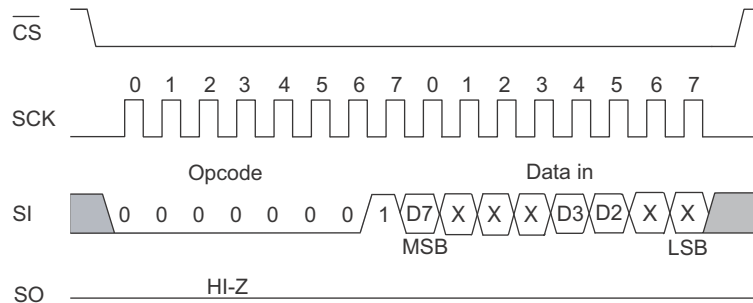 CS
0 1 2 3 4 5 6 7 0 1 2 3 4 5 6 7
SCK
Opcode Data in
SI 0 0 0 0 0 0 0 1 D7 X X X D3 D2 X X
MSB LSB
HI-Z
SO